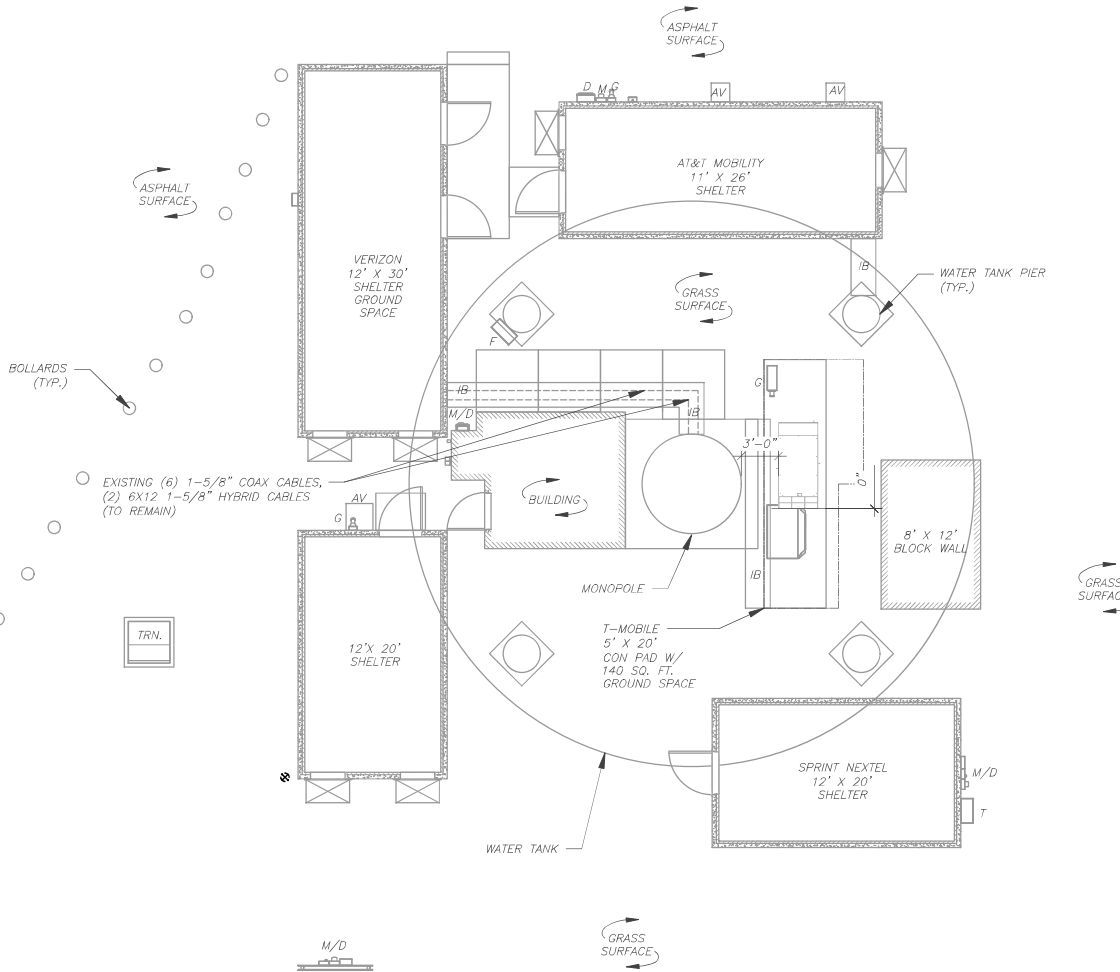 ASPHALT
SURFACE
D
M
G
AV
AV
AT&T MOBILITY
11' X 26'
SHELTER
ASPHALT
SURFACE
VERIZON
12' X 30'
SHELTER
GROUND
SPACE
IB
WATER TANK PIER
(TYP.)
GRASS
SURFACE
F
BOLLARDS
(TYP.)
G
IB
M/D
IB
3'-0"
EXISTING (6) 1-5/8" COAX CABLES,
(2) 6X12 1-5/8" HYBRID CABLES
(TO REMAIN)
0"
AV
G
BUILDING
8' X 12'
BLOCK WALL
MONOPOLE
IB
GRASS
TRN.
T-MOBILE
5' X 20'
CON PAD W/
140 SQ. FT.
GROUND SPACE
12'X 20'
SHELTER
SPRINT NEXTEL
12' X 20'
SHELTER
M/D
T
WATER TANK
M/D
GRASS
SURFACE